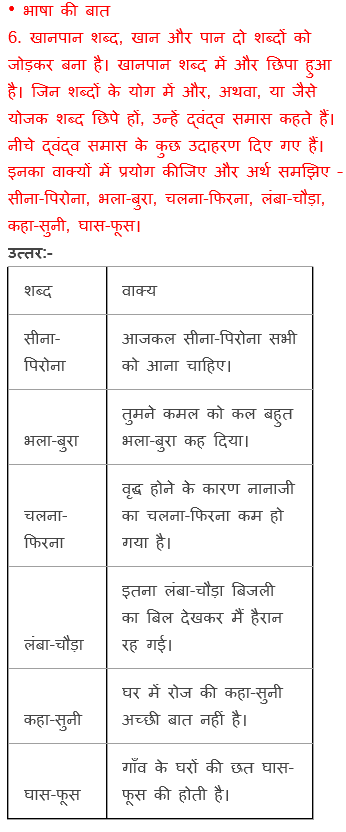 • भाषा की बात
6. खानपान शब्द, खान और पान दो शब्दों को
जोड़कर बना है। खानपान शब्द में और छिपा हुआ
है। जिन शब्दों के योग में और, अथवा, या जैसे
योजक शब्द छिपे हों, उन्हें द्वंद्व समास कहते हैं।
नीचे द्वंद्व समास के कुछ उदाहरण दिए गए हैं।
इनका वाक्यों में प्रयोग कीजिए और अर्थ समझिए -
सीना-पिरोना, भला-बुरा, चलना-फिरना, लंबा-चौड़ा,
कहा-सुनी, घास-फूस।
उत्तर:-
शब्द वाक्य
सीना-
पिरोना
आजकल सीना-पिरोना सभी
को आना चाहिए।
भला-बुरा
तुमने कमल को कल बहुत
भला-बुरा कह दिया।
चलना-
फिरना
वृद्ध होने के कारण नानाजी
का चलना-फिरना कम हो
गया है।
लंबा-चौड़ा
इतना लंबा-चौड़ा बिजली
का बिल देखकर मैं हैरान
रह गई।
कहा-सुनी
घर में रोज की कहा-सुनी
अच्छी बात नहीं है।
घास-फूस
गाँव के घरों की छत घास-
फूस की होती है।